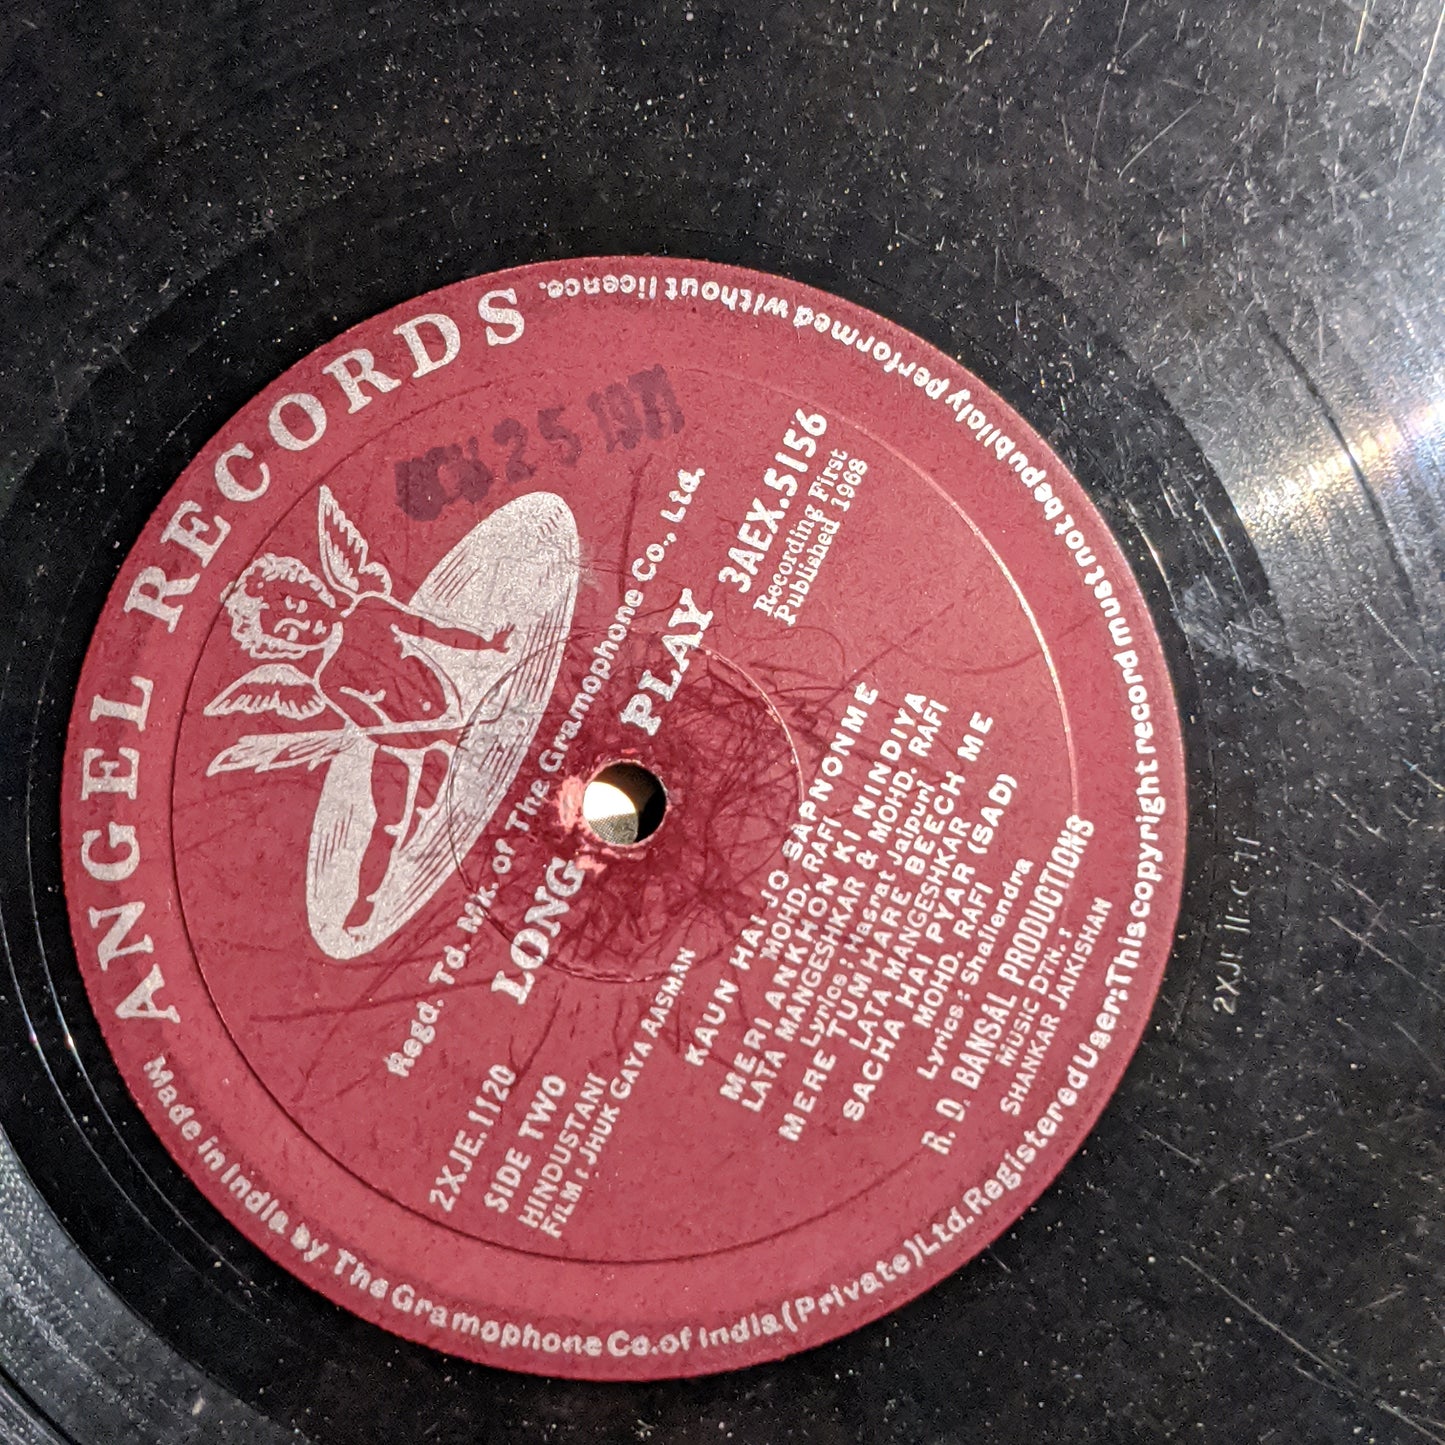 ANGEL RECORDS
25 1971
Regd. Td. Mk. of The Gramophone Co., Ltd.
LONG PLAY
2XJE.1120
3AEX.5156
SIDE TWO
Recording First
Published 1968
HINDUSTANI
FILM : JHUK GAYA AASMAN
KAUN HAI JO SAPNONME
MOHD. RAFI
MERI ANKHON KI NINDIYA
LATA MANGESHKAR & MOHD. RAFI
Lyrics : Hasrat Jaipuri
MERE TUMHARE BEECH ME
LATA MANGESHKAR
SACHA HAI PYAR (SAD)
MOHD. RAFI
Lyrics : Shailendra
R. D. BANSAL PRODUCTIONS
MUSIC DTN. :
SHANKAR JAIKISHAN
Made in India by The Gramophone Co. of India (Private) Ltd. Registered User: This copyright record must not be publicly performed without licence.